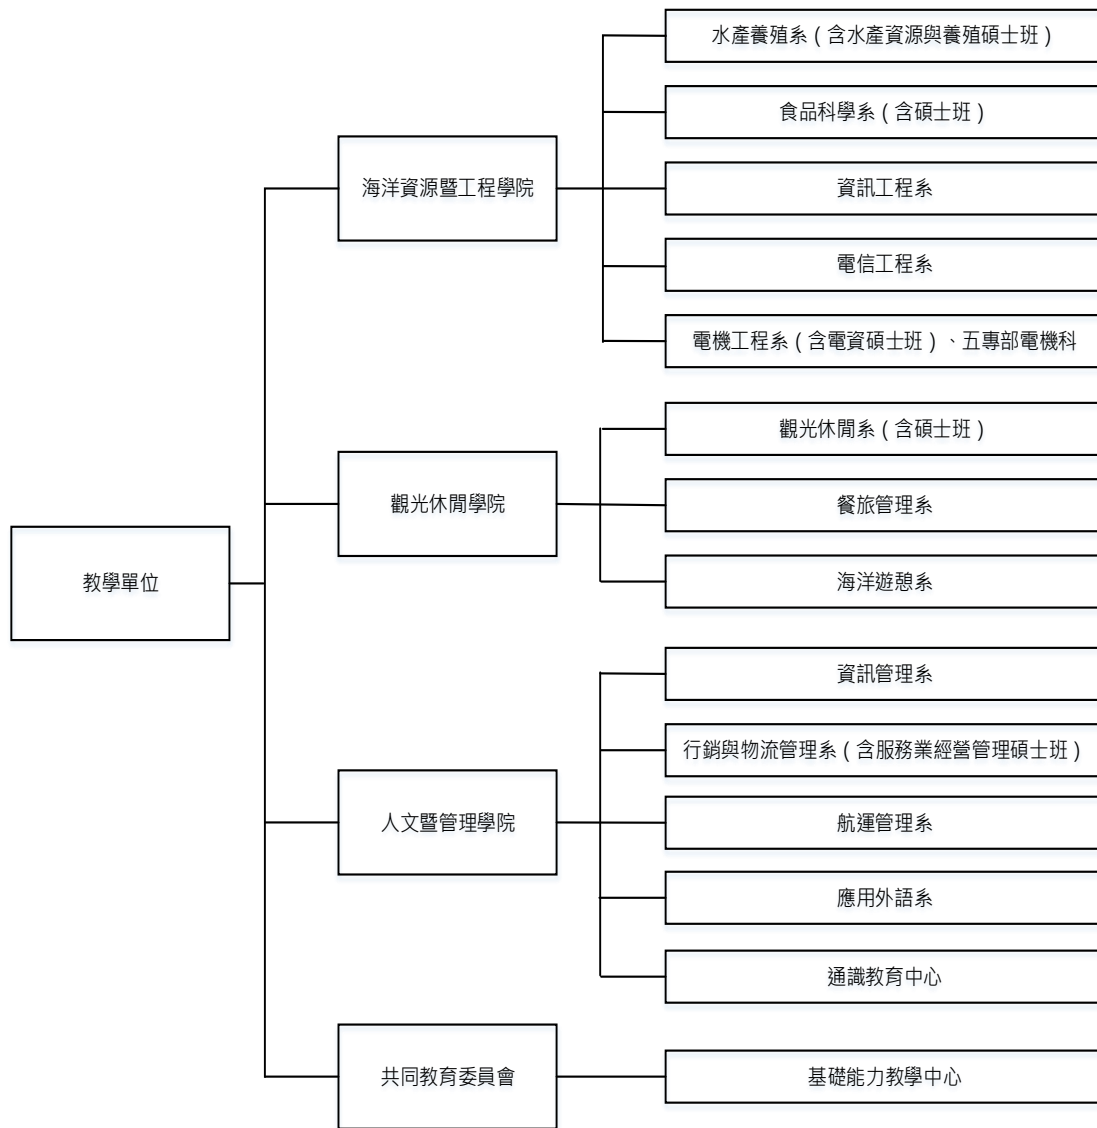 教學單位
海洋資源暨工程學院
水產養殖系（含水產資源與養殖碩士班）
食品科學系（含碩士班）
資訊工程系
電信工程系
電機工程系（含電資碩士班）、五專部電機科
觀光休閒學院
觀光休閒系（含碩士班）
餐旅管理系
海洋遊憩系
人文暨管理學院
資訊管理系
行銷與物流管理系（含服務業經營管理碩士班）
航運管理系
應用外語系
通識教育中心
共同教育委員會
基礎能力教學中心